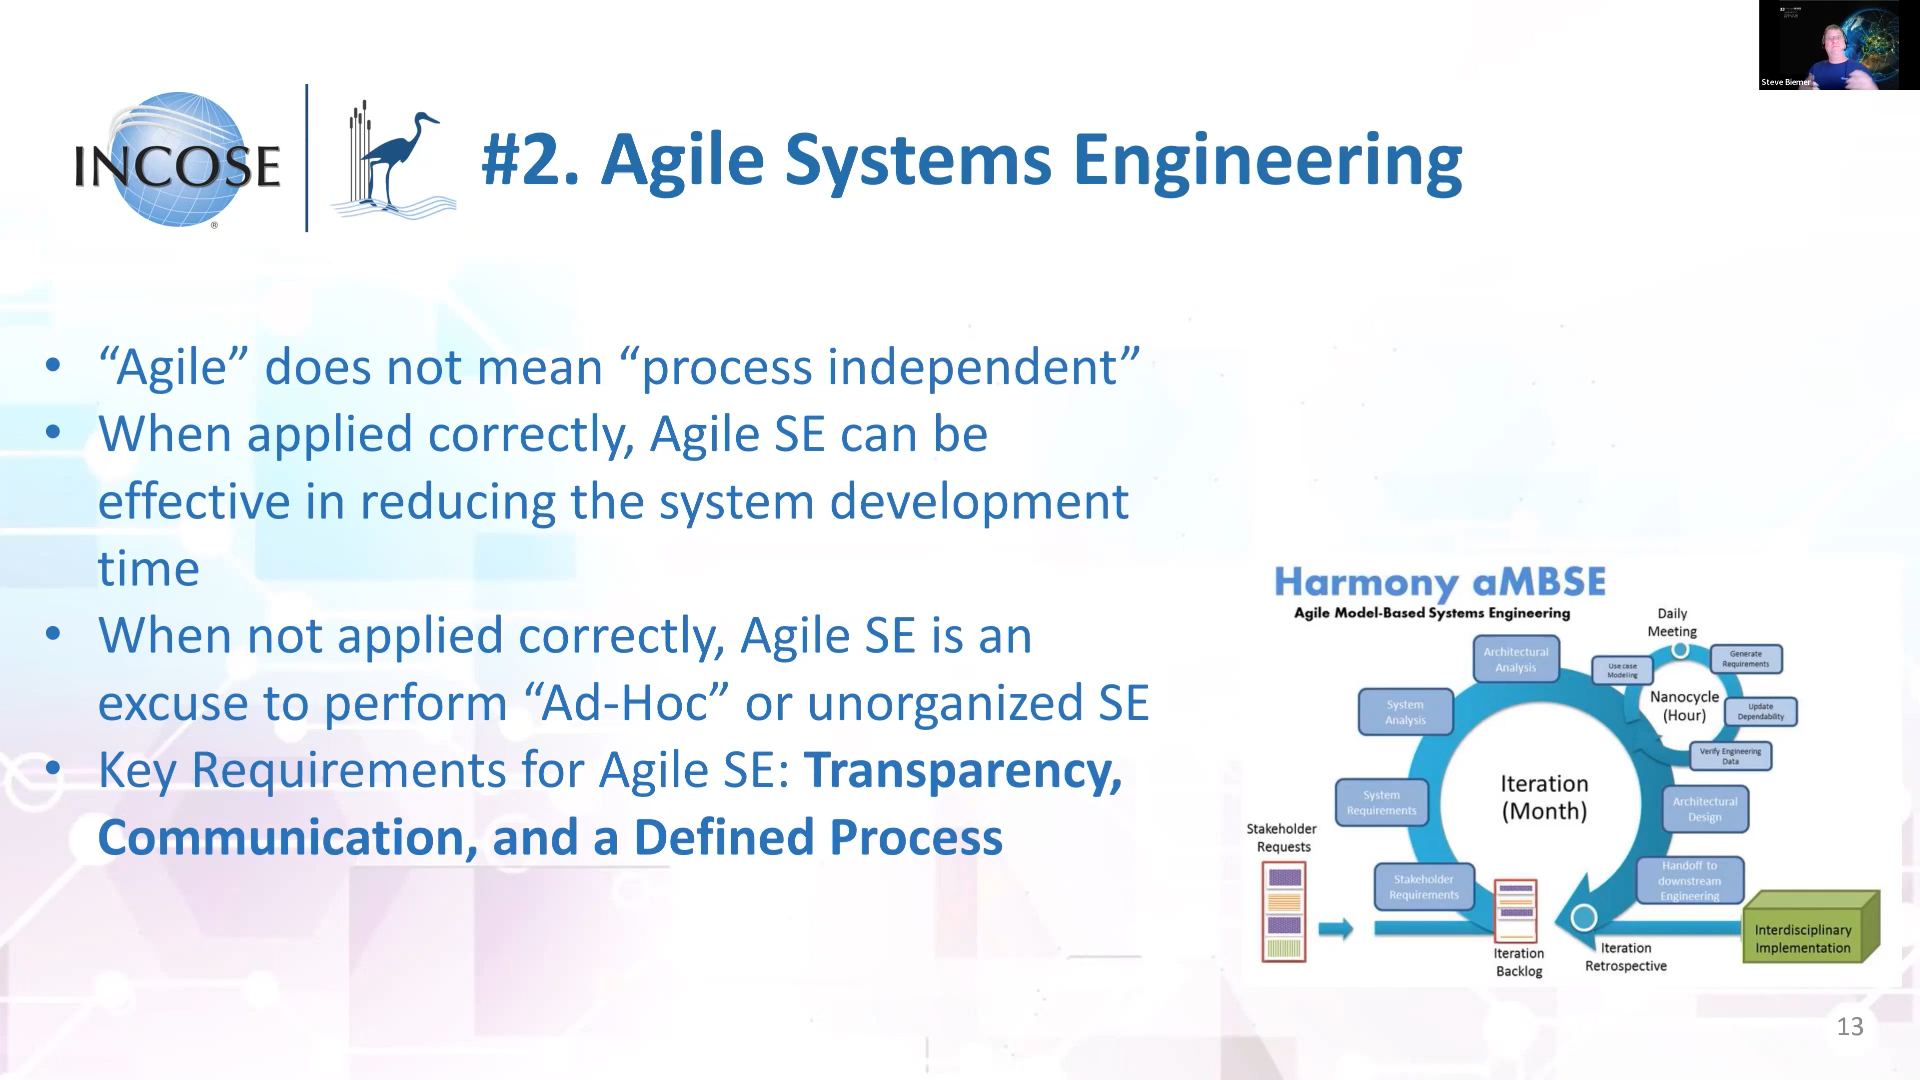 Steve Biemer
INCOSE
®
#2. Agile Systems Engineering
• “Agile” does not mean “process independent”
• When applied correctly, Agile SE can be
effective in reducing the system development
time
• When not applied correctly, Agile SE is an
excuse to perform “Ad-Hoc” or unorganized SE
• Key Requirements for Agile SE: Transparency,
Communication, and a Defined Process
Harmony aMBSE
Agile Model-Based Systems Engineering
Daily
Meeting
Architectural
Analysis
Use case
Modeling
Generate
Requirements
Nanocycle
(Hour)
System
Analysis
Update
Dependability
Verify Engineering
Data
Iteration
(Month)
System
Requirements
Architectural
Design
Stakeholder
Requests
Stakeholder
Requirements
Handoff to
downstream
Engineering
Interdisciplinary
Implementation
Iteration
Backlog
Iteration
Retrospective
13